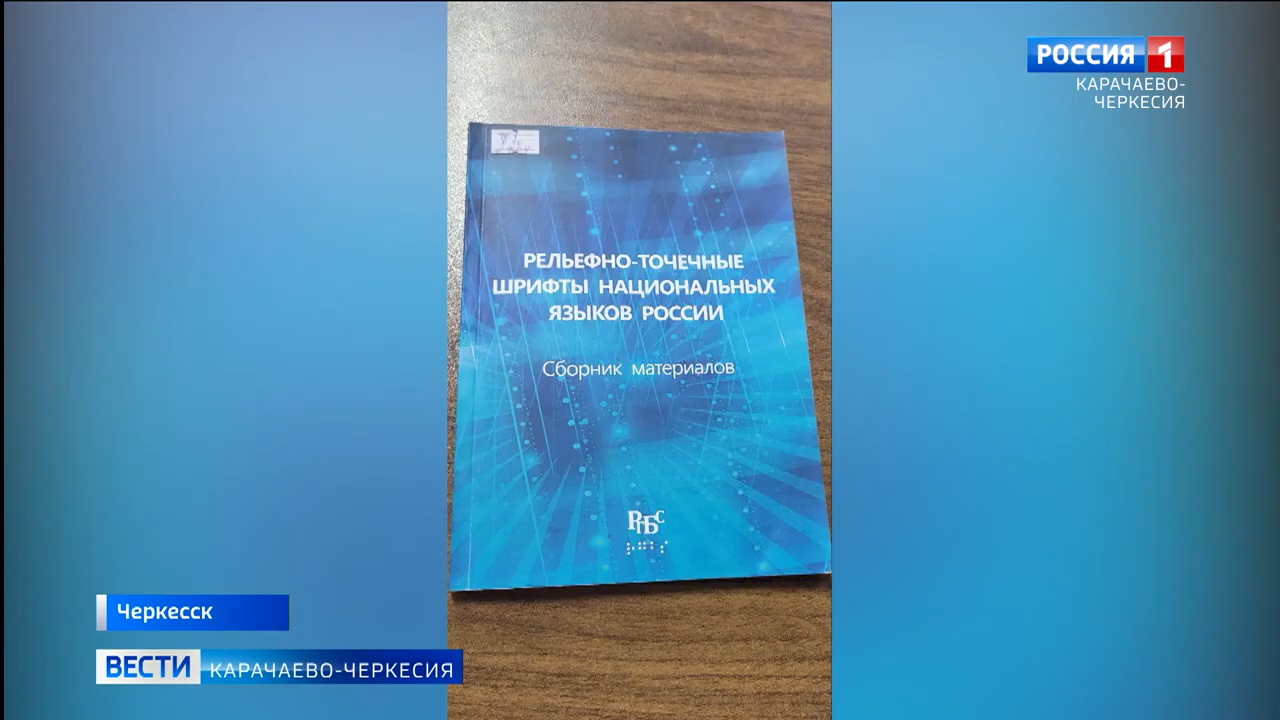 РОССИЯ 1
КАРАЧАЕВО-
ЧЕРКЕСИЯ
РЕЛЬЕФНО-ТОЧЕЧНЫЕ
ШРИФТЫ НАЦИОНАЛЬНЫХ
ЯЗЫКОВ РОССИИ
Сборник материалов
РГБС
Черкесск
ВЕСТИ КАРАЧАЕВО-ЧЕРКЕСИЯ